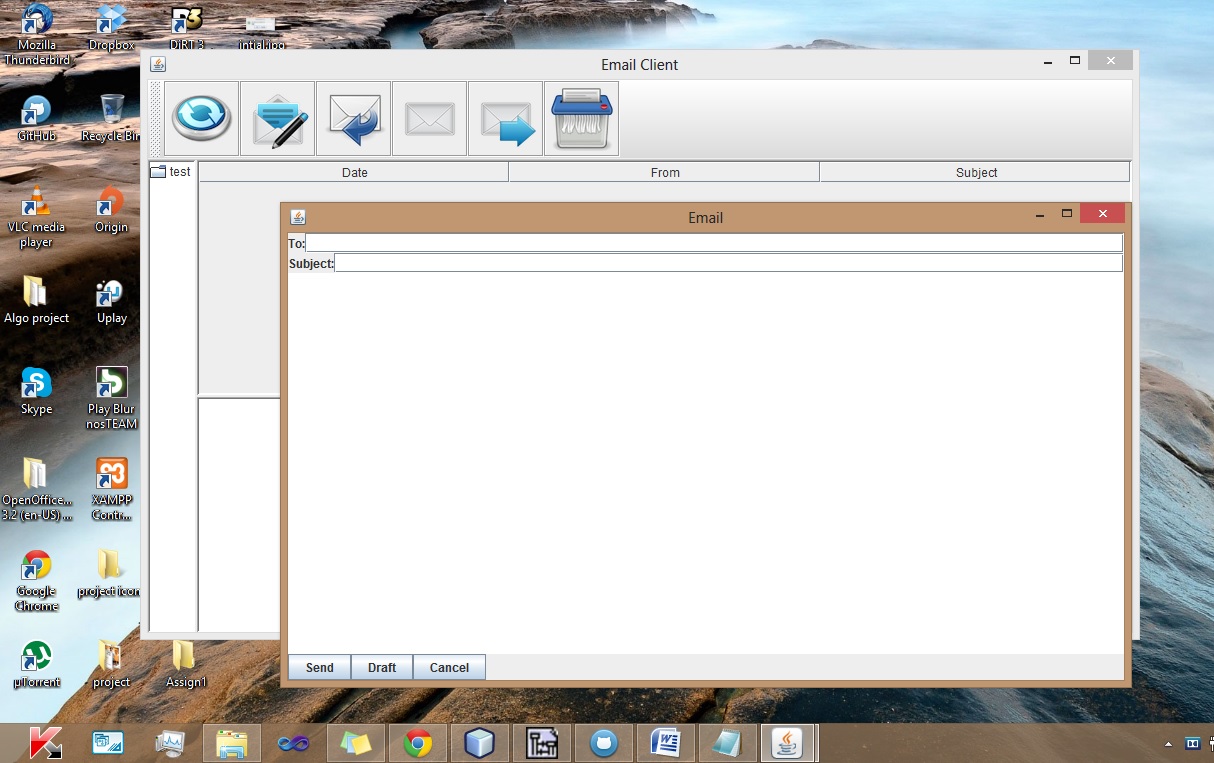 Mozilla
Thunderbird
Dropbox
DiRT 3
intial.jpg
GitHub
Recycle Bin
VLC media
player
Origin
Algo project
Uplay
Skype
Play Blur
nosTEAM
OpenOffice...
3.2 (en-US) ...
XAMPP
Contr...
Google
Chrome
project icon
µTorrent
project
Assign1
Email Client
test
Date
From
Subject
Email
To:
Subject:
Send
Draft
Cancel